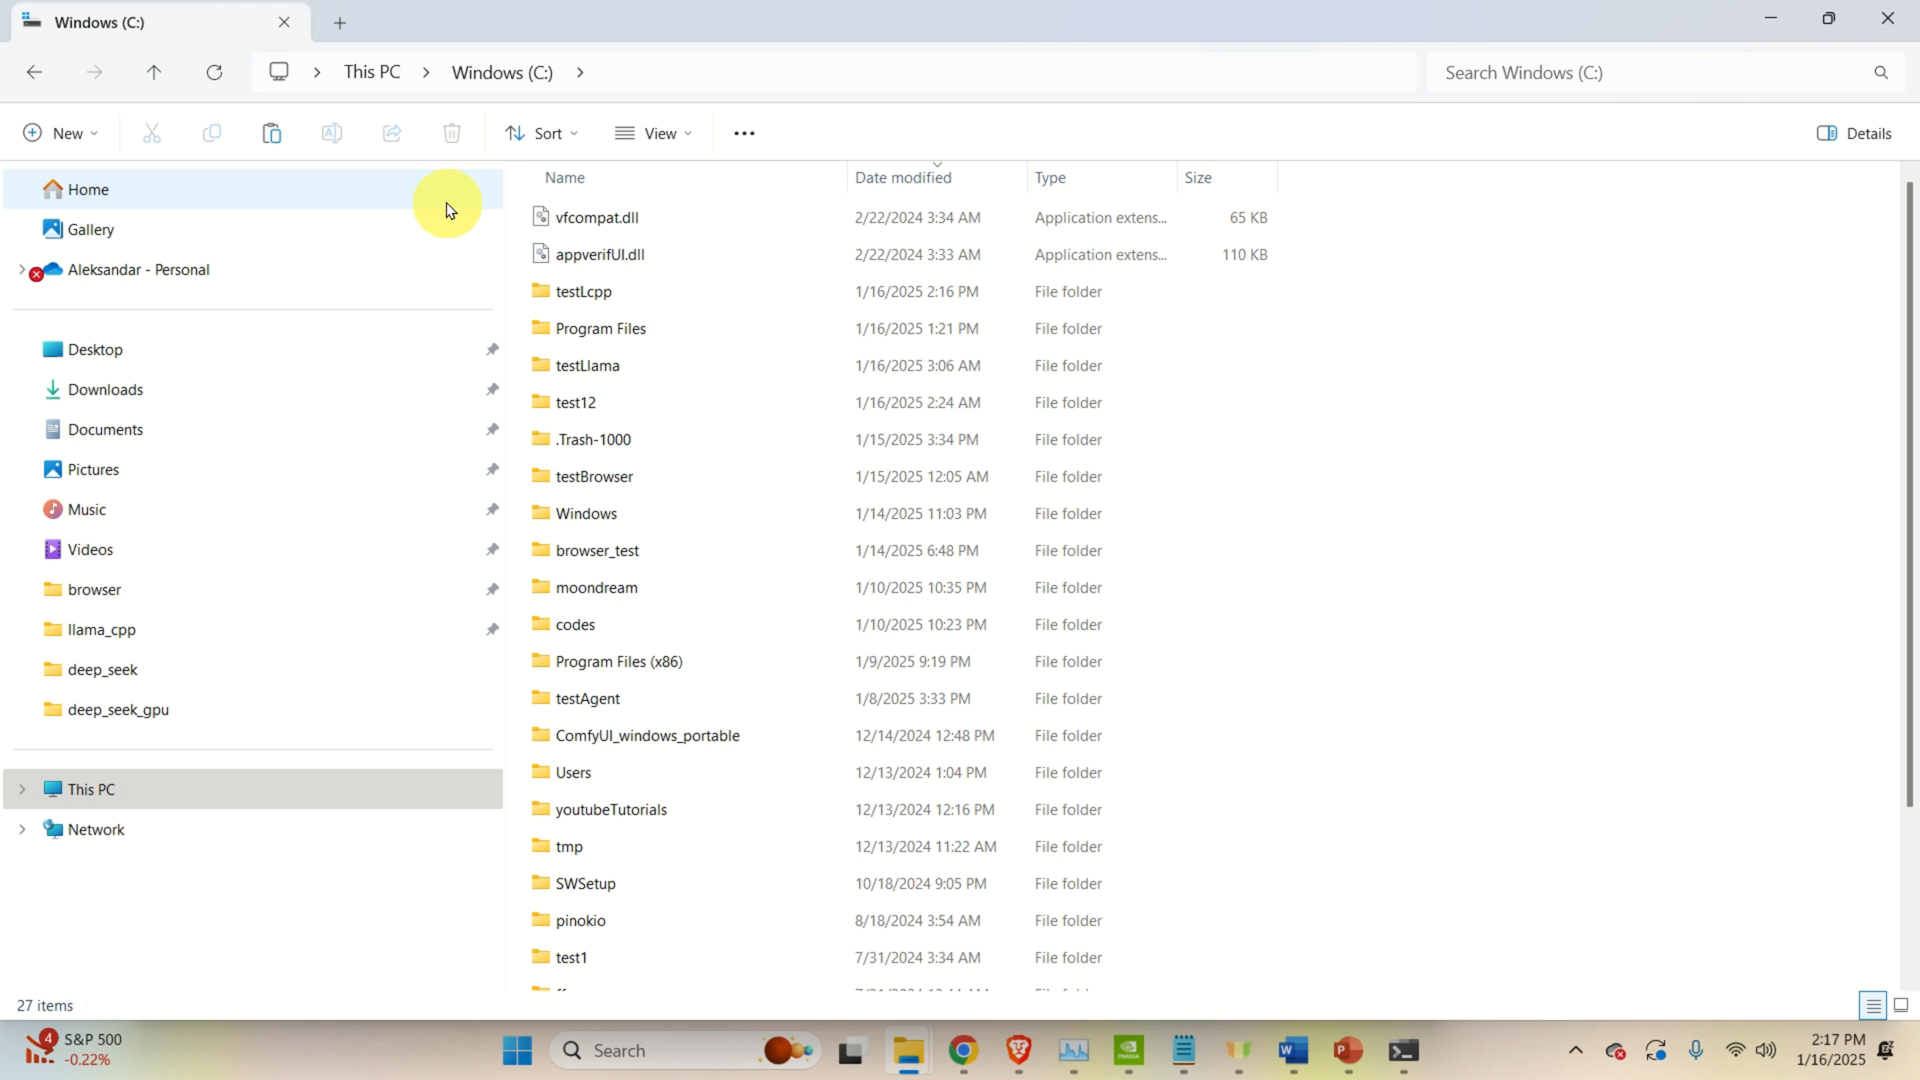 Windows (C:)
This PC > Windows (C:) >
Search Windows (C:)
New
Sort
View
Details
Home
Gallery
Aleksandar - Personal
Desktop
Downloads
Documents
Pictures
Music
Videos
browser
llama_cpp
deep_seek
deep_seek_gpu
This PC
Network
Name Date modified Type Size
vfcompat.dll 2/22/2024 3:34 AM Application extens... 65 KB
appverifUI.dll 2/22/2024 3:33 AM Application extens... 110 KB
testLcpp 1/16/2025 2:16 PM File folder
Program Files 1/16/2025 1:21 PM File folder
testLlama 1/16/2025 3:06 AM File folder
test12 1/16/2025 2:24 AM File folder
.Trash-1000 1/15/2025 3:34 PM File folder
testBrowser 1/15/2025 12:05 AM File folder
Windows 1/14/2025 11:03 PM File folder
browser_test 1/14/2025 6:48 PM File folder
moondream 1/10/2025 10:35 PM File folder
codes 1/10/2025 10:23 PM File folder
Program Files (x86) 1/9/2025 9:19 PM File folder
testAgent 1/8/2025 3:33 PM File folder
ComfyUI_windows_portable 12/14/2024 12:48 PM File folder
Users 12/13/2024 1:04 PM File folder
youtubeTutorials 12/13/2024 12:16 PM File folder
tmp 12/13/2024 11:22 AM File folder
SWSetup 10/18/2024 9:05 PM File folder
pinokio 8/18/2024 3:54 AM File folder
test1 7/31/2024 3:34 AM File folder
27 items
4
S&P 500
-0.22%
Search
2:17 PM
1/16/2025